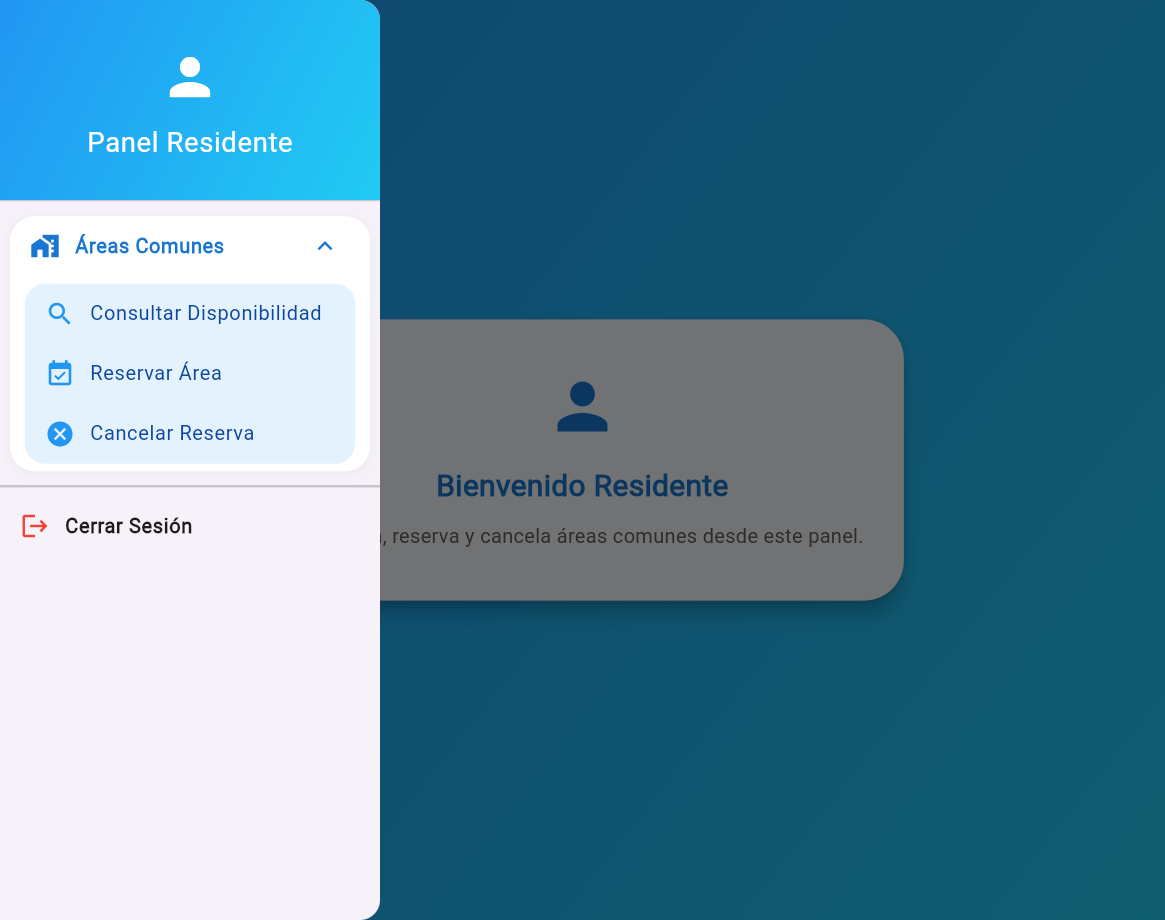 Panel Residente
Áreas Comunes
Consultar Disponibilidad
Reservar Área
Cancelar Reserva
Cerrar Sesión
Bienvenido Residente
, reserva y cancela áreas comunes desde este panel.